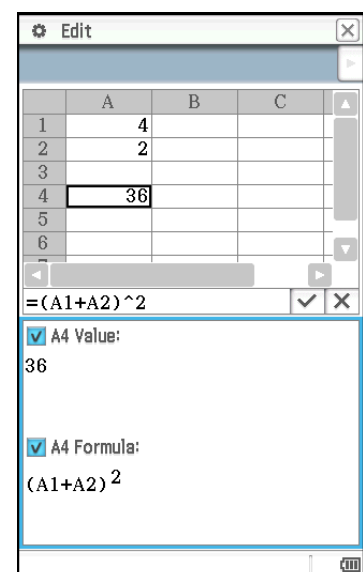 Edit
A B C
1 4
2 2
3
4 36
5
6
=(A1+A2)^2
A4 Value:
36
A4 Formula:
(A1+A2)²